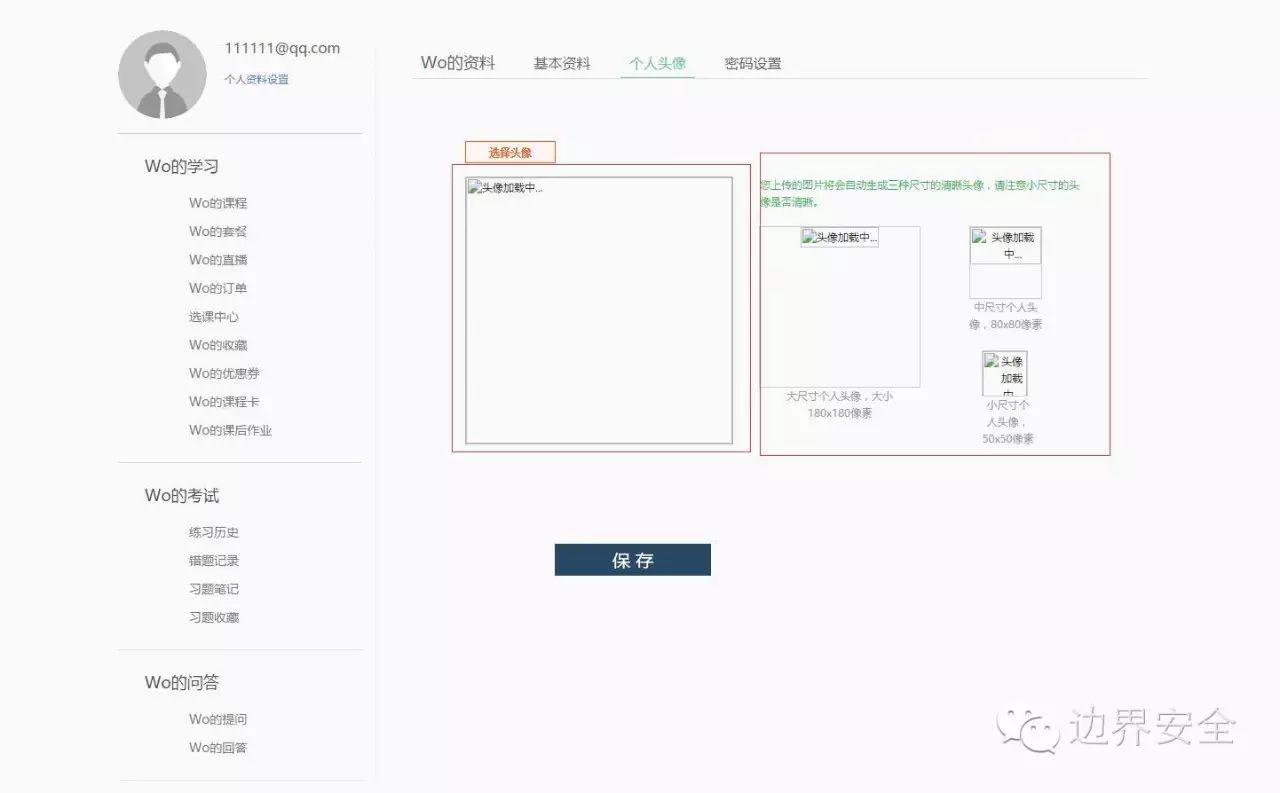 111111@qq.com
个人资料设置
Wo的学习
Wo的课程
Wo的套餐
Wo的直播
Wo的订单
选课中心
Wo的收藏
Wo的优惠券
Wo的课程卡
Wo的课后作业
Wo的考试
练习历史
错题记录
习题笔记
习题收藏
Wo的问答
Wo的提问
Wo的回答
Wo的资料 基本资料 个人头像 密码设置
选择头像
头像加载中...
您上传的图片将会自动生成三种尺寸的清晰头像，请注意小尺寸的头
像是否清晰。
头像加载中...
大尺寸个人头像，大小
180x180像素
头像加载
中...
中尺寸个人头
像，80x80像素
头像
加载
中
小尺寸个
人头像，
50x50像素
保 存
边界安全